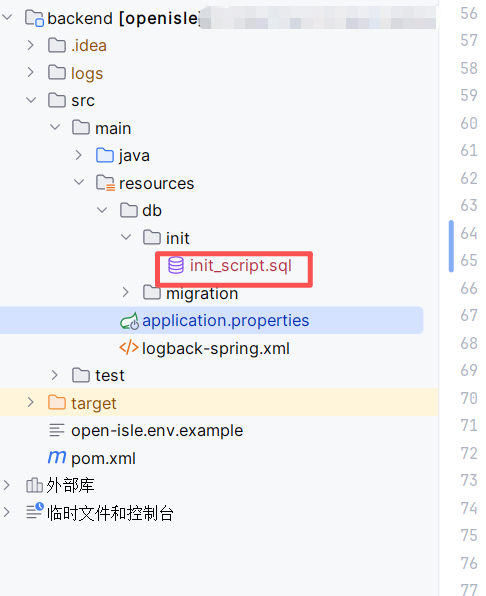 backend [openisle]
.idea
logs
src
main
java
resources
db
init
init_script.sql
migration
application.properties
logback-spring.xml
test
target
open-isle.env.example
pom.xml
外部库
临时文件和控制台
56
57
58
59
60
61
62
63
64
65
66
67
68
69
70
71
72
73
74
75
76
77